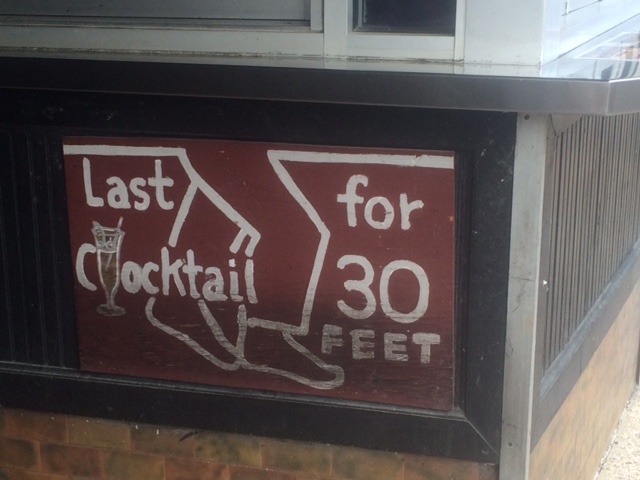 Last
Cocktail
for
30
FEET